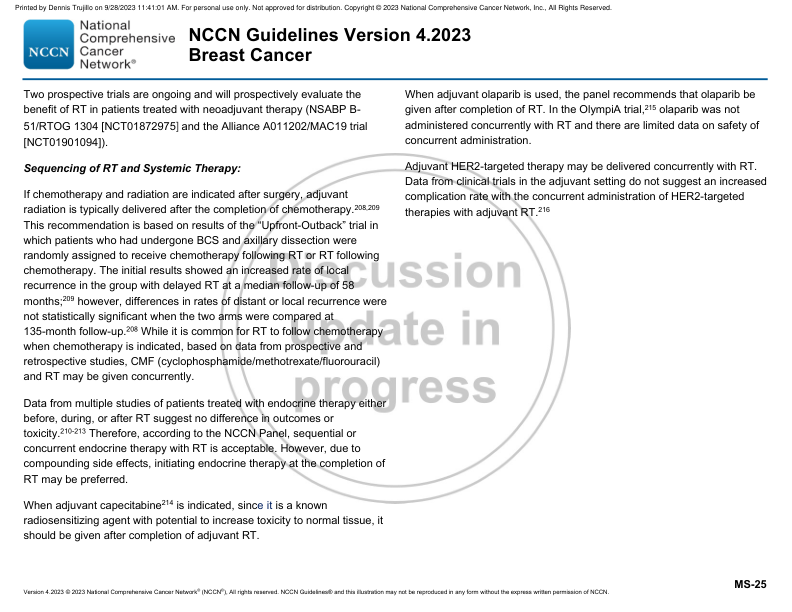 Printed by Dennis Trujillo on 9/28/2023 11:41:01 AM. For personal use only. Not approved for distribution. Copyright © 2023 National Comprehensive Cancer Network, Inc., All Rights Reserved.
NCCN
National
Comprehensive
Cancer
Network®
NCCN Guidelines Version 4.2023
Breast Cancer
Two prospective trials are ongoing and will prospectively evaluate the
benefit of RT in patients treated with neoadjuvant therapy (NSABP B-
51/RTOG 1304 [NCT01872975] and the Alliance A011202/MAC19 trial
[NCT01901094]).
Sequencing of RT and Systemic Therapy:
If chemotherapy and radiation are indicated after surgery, adjuvant
radiation is typically delivered after the completion of chemotherapy.208,209
This recommendation is based on results of the “Upfront-Outback” trial in
which patients who had undergone BCS and axillary dissection were
randomly assigned to receive chemotherapy following RT or RT following
chemotherapy. The initial results showed an increased rate of local
recurrence in the group with delayed RT at a median follow-up of 58
months;209 however, differences in rates of distant or local recurrence were
not statistically significant when the two arms were compared at
135-month follow-up.208 While it is common for RT to follow chemotherapy
when chemotherapy is indicated, based on data from prospective and
retrospective studies, CMF (cyclophosphamide/methotrexate/fluorouracil)
and RT may be given concurrently.
Data from multiple studies of patients treated with endocrine therapy either
before, during, or after RT suggest no difference in outcomes or
toxicity.210-213 Therefore, according to the NCCN Panel, sequential or
concurrent endocrine therapy with RT is acceptable. However, due to
compounding side effects, initiating endocrine therapy at the completion of
RT may be preferred.
When adjuvant capecitabine214 is indicated, since it is a known
radiosensitizing agent with potential to increase toxicity to normal tissue, it
should be given after completion of adjuvant RT.
When adjuvant olaparib is used, the panel recommends that olaparib be
given after completion of RT. In the OlympiA trial,215 olaparib was not
administered concurrently with RT and there are limited data on safety of
concurrent administration.
Adjuvant HER2-targeted therapy may be delivered concurrently with RT.
Data from clinical trials in the adjuvant setting do not suggest an increased
complication rate with the concurrent administration of HER2-targeted
therapies with adjuvant RT.216
Discussion
update in
progress
MS-25
Version 4.2023 © 2023 National Comprehensive Cancer Network® (NCCN®), All rights reserved. NCCN Guidelines® and this illustration may not be reproduced in any form without the express written permission of NCCN.